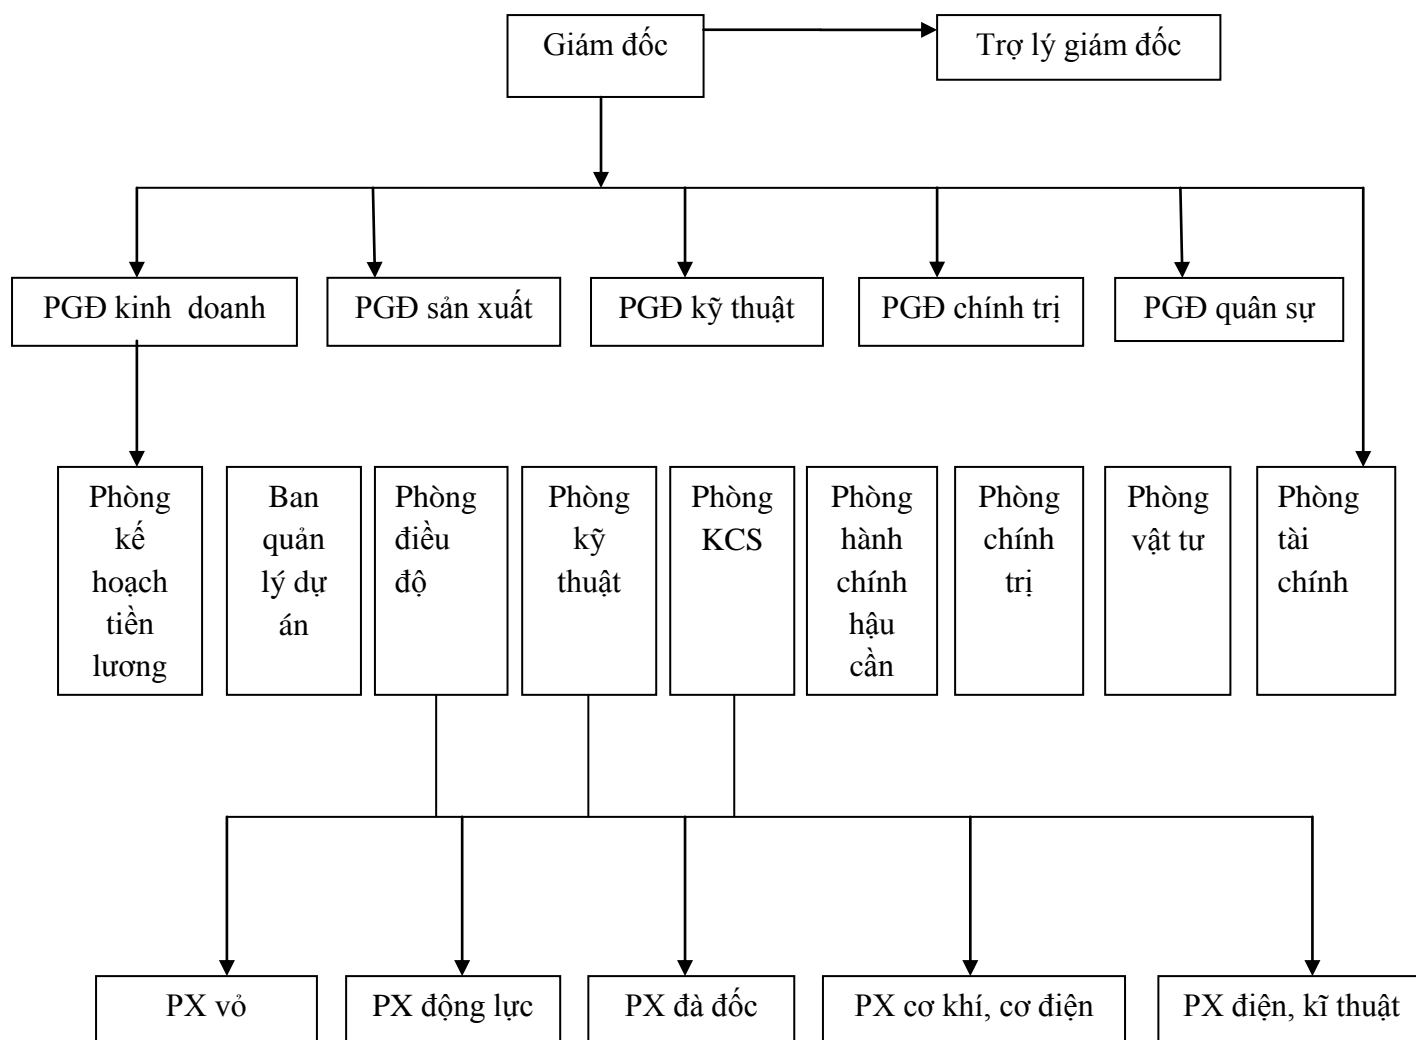 Giám đốc
Trợ lý giám đốc
PGĐ kinh doanh
PGĐ sản xuất
PGĐ kỹ thuật
PGĐ chính trị
PGĐ quân sự
Phòng
kế
hoạch
tiền
lương
Ban
quản
lý dự
án
Phòng
điều
độ
Phòng
kỹ
thuật
Phòng
KCS
Phòng
hành
chính
hậu
cần
Phòng
chính
trị
Phòng
vật tư
Phòng
tài
chính
PX vỏ
PX động lực
PX đà đốc
PX cơ khí, cơ điện
PX điện, kĩ thuật